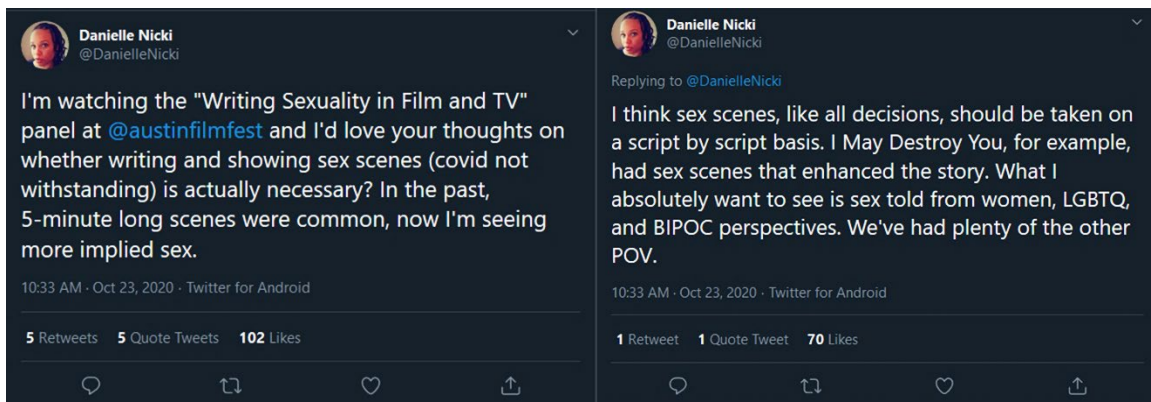 Danielle Nicki
@DanielleNicki
I'm watching the "Writing Sexuality in Film and TV"
panel at @austinfilmfest and I'd love your thoughts on
whether writing and showing sex scenes (covid not
withstanding) is actually necessary? In the past,
5-minute long scenes were common, now I'm seeing
more implied sex.
10:33 AM · Oct 23, 2020 · Twitter for Android
5 Retweets 5 Quote Tweets 102 Likes
Danielle Nicki
@DanielleNicki
Replying to @DanielleNicki
I think sex scenes, like all decisions, should be taken on
a script by script basis. I May Destroy You, for example,
had sex scenes that enhanced the story. What I
absolutely want to see is sex told from women, LGBTQ,
and BIPOC perspectives. We've had plenty of the other
POV.
10:33 AM · Oct 23, 2020 · Twitter for Android
1 Retweet 1 Quote Tweet 70 Likes